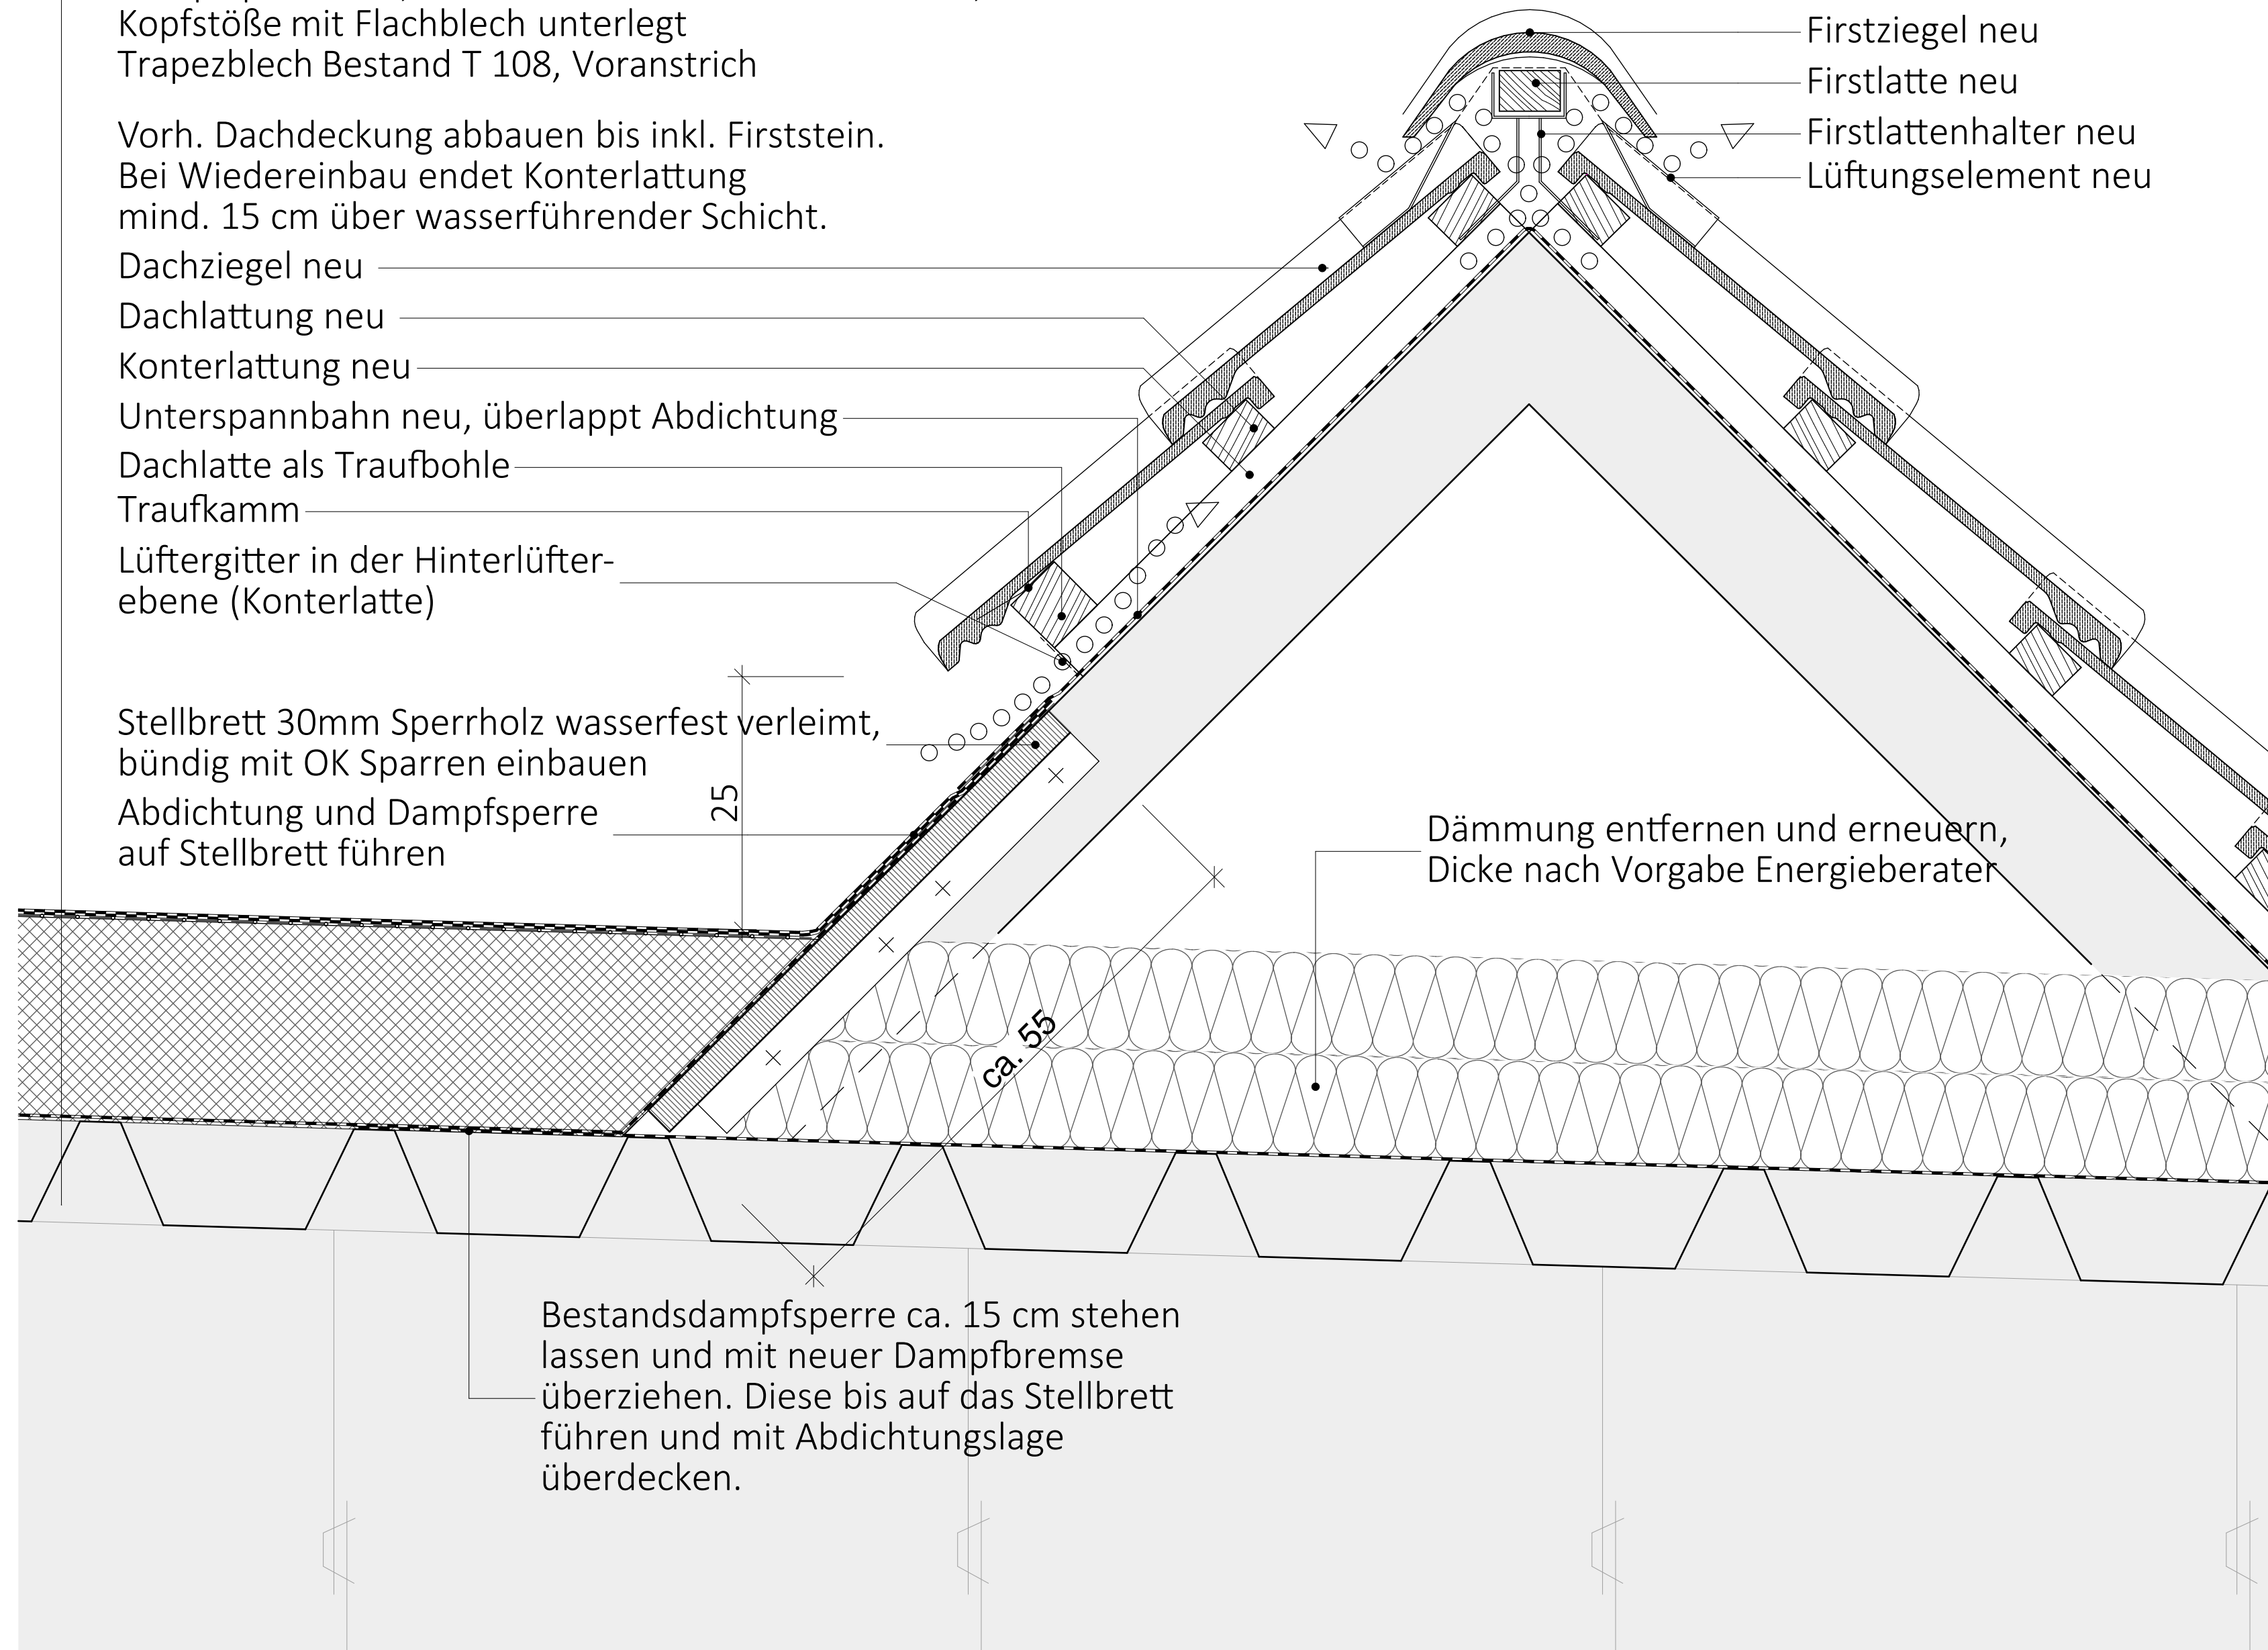 Kopfstöße mit Flachblech unterlegt
Trapezblech Bestand T 108, Voranstrich
Vorh. Dachdeckung abbauen bis inkl. Firststein.
Bei Wiedereinbau endet Konterlattung
mind. 15 cm über wasserführender Schicht.
Dachziegel neu
Dachlattung neu
Konterlattung neu
Unterspannbahn neu, überlappt Abdichtung
Dachlatte als Traufbohle
Traufkamm
Lüftergitter in der Hinterlüfter-
ebene (Konterlatte)
Stellbrett 30mm Sperrholz wasserfest verleimt,
bündig mit OK Sparren einbauen
Abdichtung und Dampfsperre
auf Stellbrett führen
25
Firstziegel neu
Firstlatte neu
Firstlattenhalter neu
Lüftungselement neu
Dämmung entfernen und erneuern,
Dicke nach Vorgabe Energieberater
ca. 55
Bestandsdampfsperre ca. 15 cm stehen
lassen und mit neuer Dampfbremse
überziehen. Diese bis auf das Stellbrett
führen und mit Abdichtungslage
überdecken.